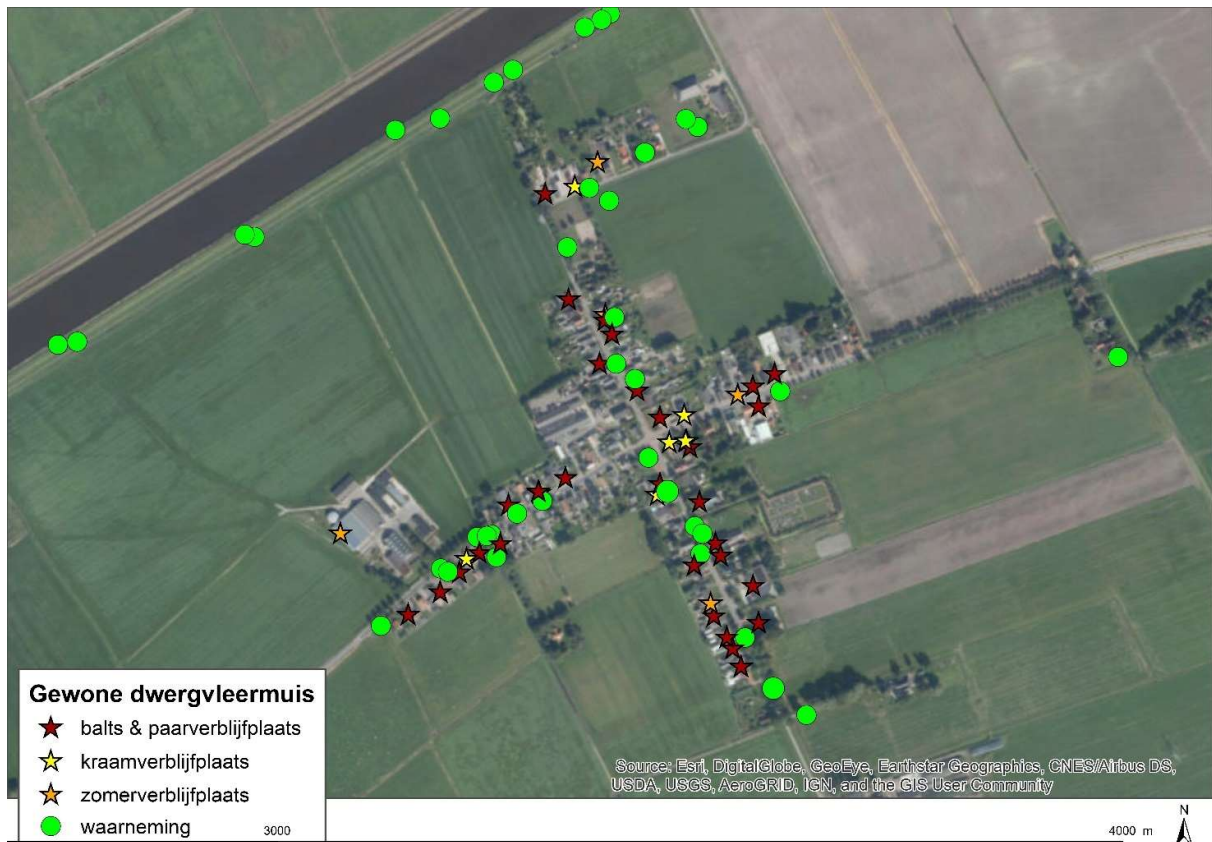 Gewone dwergvleermuis
balts & paarverblijfplaats
kraamverblijfplaats
zomerverblijfplaats
waarneming
Source: Esri, DigitalGlobe, GeoEye, Earthstar Geographics, CNES/Airbus DS,
USDA, USGS, AeroGRID, IGN, and the GIS User Community
3000
4000 m
N